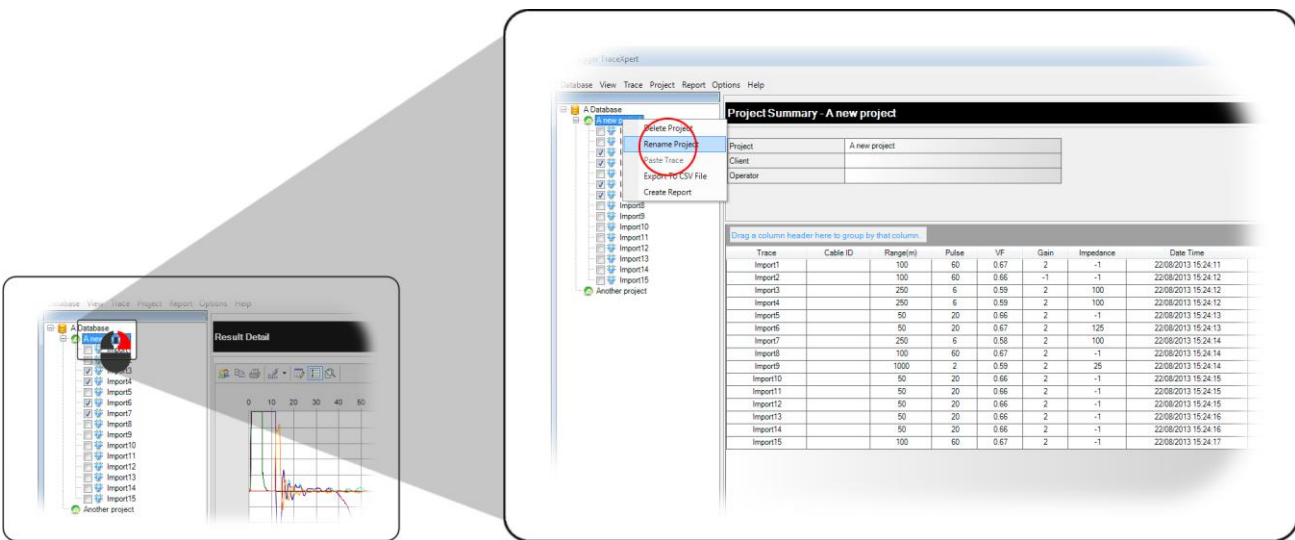 TraceXpert
Database View Trace Project Report Options Help
A Database
A new project
Delete Project
Rename Project
Paste Trace
Export To CSV File
Create Report
Import8
Import9
Import10
Import11
Import12
Import13
Import14
Import15
Another project
Project Summary - A new project
Project A new project
Client
Operator
Drag a column header here to group by that column.
Trace Cable ID Range(m) Pulse VF Gain Impedance Date Time
Import1 100 60 0.67 2 -1 22/08/2013 15:24:11
Import2 100 60 0.66 -1 -1 22/08/2013 15:24:12
Import3 250 6 0.59 2 100 22/08/2013 15:24:12
Import4 250 6 0.59 2 100 22/08/2013 15:24:12
Import5 50 20 0.66 2 -1 22/08/2013 15:24:13
Import6 50 20 0.67 2 125 22/08/2013 15:24:13
Import7 250 6 0.58 2 100 22/08/2013 15:24:14
Import8 100 60 0.67 2 -1 22/08/2013 15:24:14
Import9 1000 2 0.59 2 25 22/08/2013 15:24:14
Import10 50 20 0.66 2 -1 22/08/2013 15:24:15
Import11 50 20 0.66 2 -1 22/08/2013 15:24:15
Import12 50 20 0.66 2 -1 22/08/2013 15:24:15
Import13 50 20 0.66 2 -1 22/08/2013 15:24:16
Import14 50 20 0.66 2 -1 22/08/2013 15:24:16
Import15 100 60 0.67 2 -1 22/08/2013 15:24:17
Database View Trace Project Report Options Help
A Database
A new
Import3
Import4
Import5
Import6
Import7
Import8
Import9
Import10
Import11
Import12
Import13
Import14
Import15
Another project
Result Detail
0 10 20 30 40 50